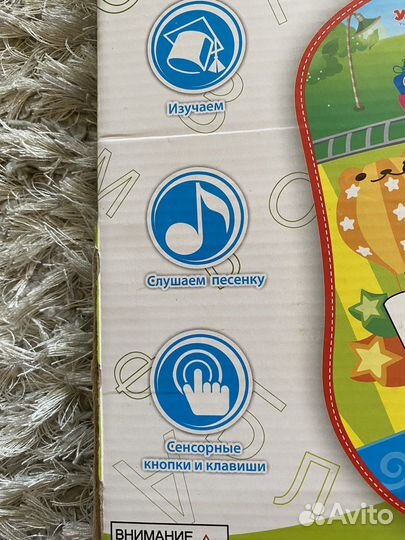 Изучаем
Слушаем песенку
Сенсорные
кнопки и клавиши
ВНИМАНИЕ
Avito